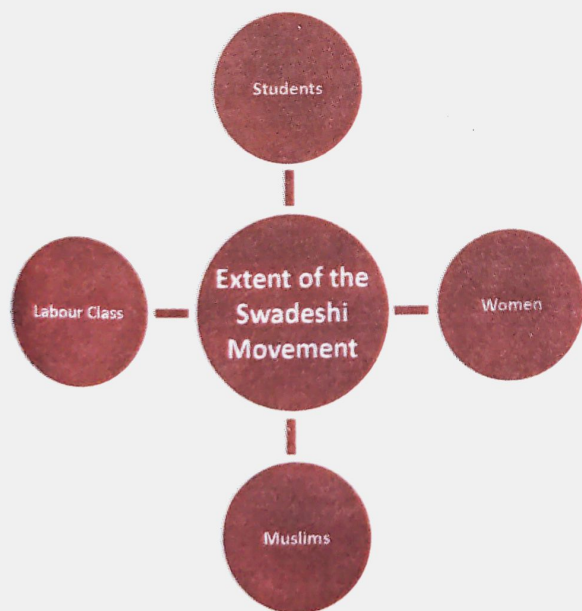 Students
Labour Class
Extent of the
Swadeshi
Movement
Women
Muslims